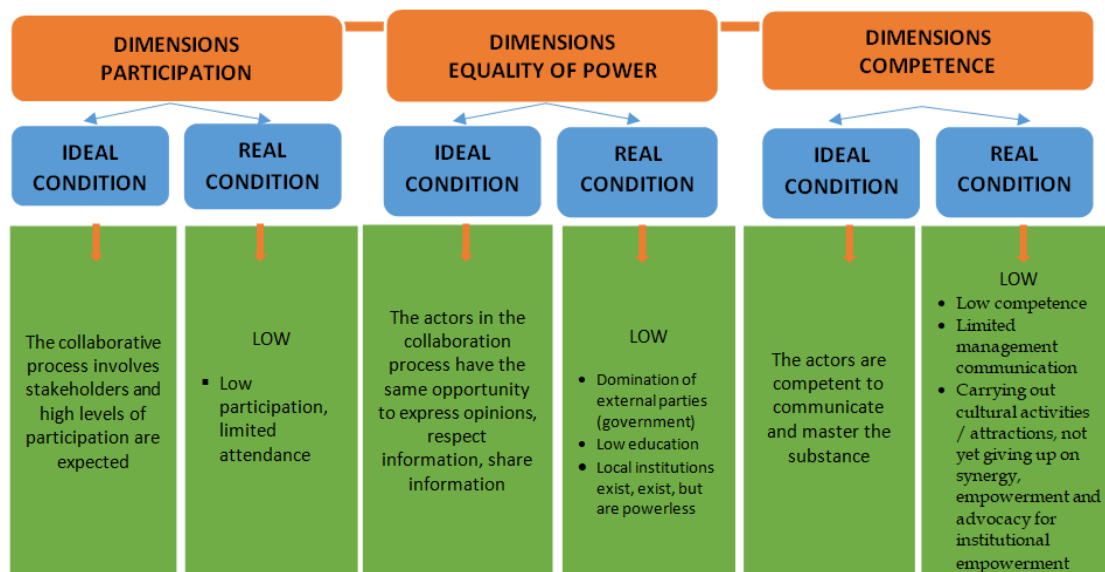 DIMENSIONS
PARTICIPATION
IDEAL
CONDITION
REAL
CONDITION
The collaborative
process involves
stakeholders and
high levels of
participation are
expected
LOW
▪ Low
participation,
limited
attendance
DIMENSIONS
EQUALITY OF POWER
IDEAL
CONDITION
REAL
CONDITION
The actors in the
collaboration
process have the
same opportunity
to express opinions,
respect
information, share
information
LOW
• Domination of
external parties
(government)
• Low education
• Local institutions
exist, exist, but
are powerless
DIMENSIONS
COMPETENCE
IDEAL
CONDITION
REAL
CONDITION
The actors are
competent to
communicate
and master the
substance
LOW
• Low competence
• Limited
management
communication
• Carrying out
cultural activities
/ attractions, not
yet giving up on
synergy,
empowerment and
advocacy for
institutional
empowerment